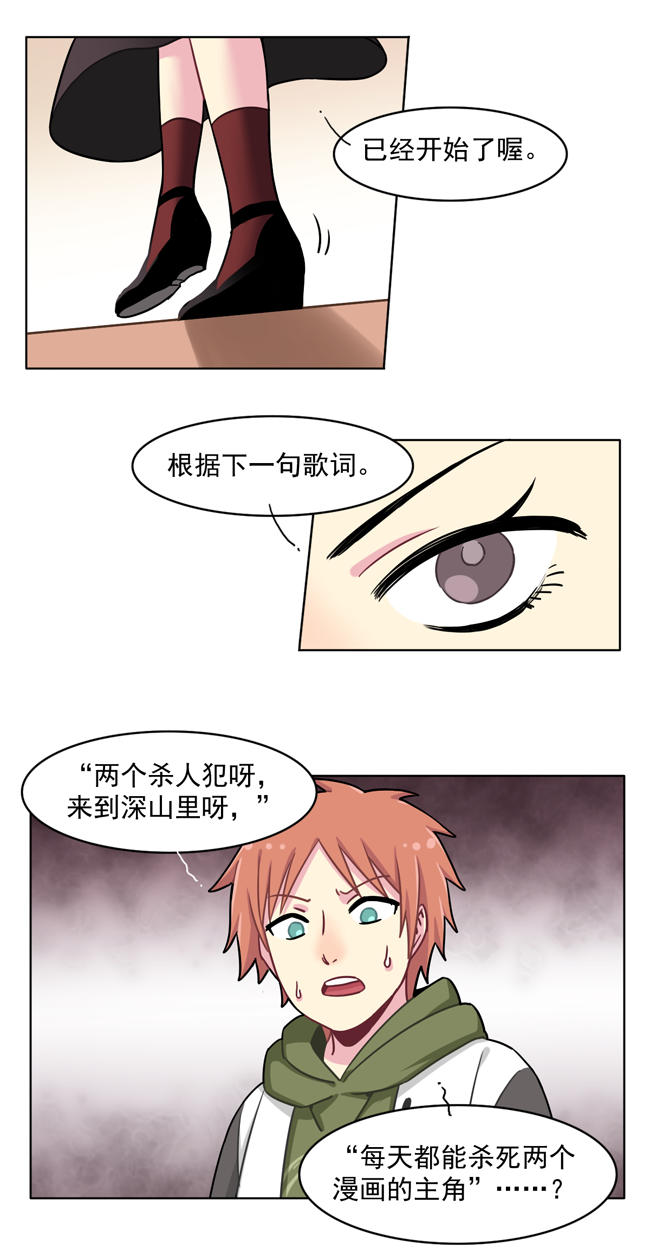 已经开始了喔。
根据下一句歌词。
“两个杀人犯呀，
来到深山里呀，”
“每天都能杀死两个
漫画的主角”……？